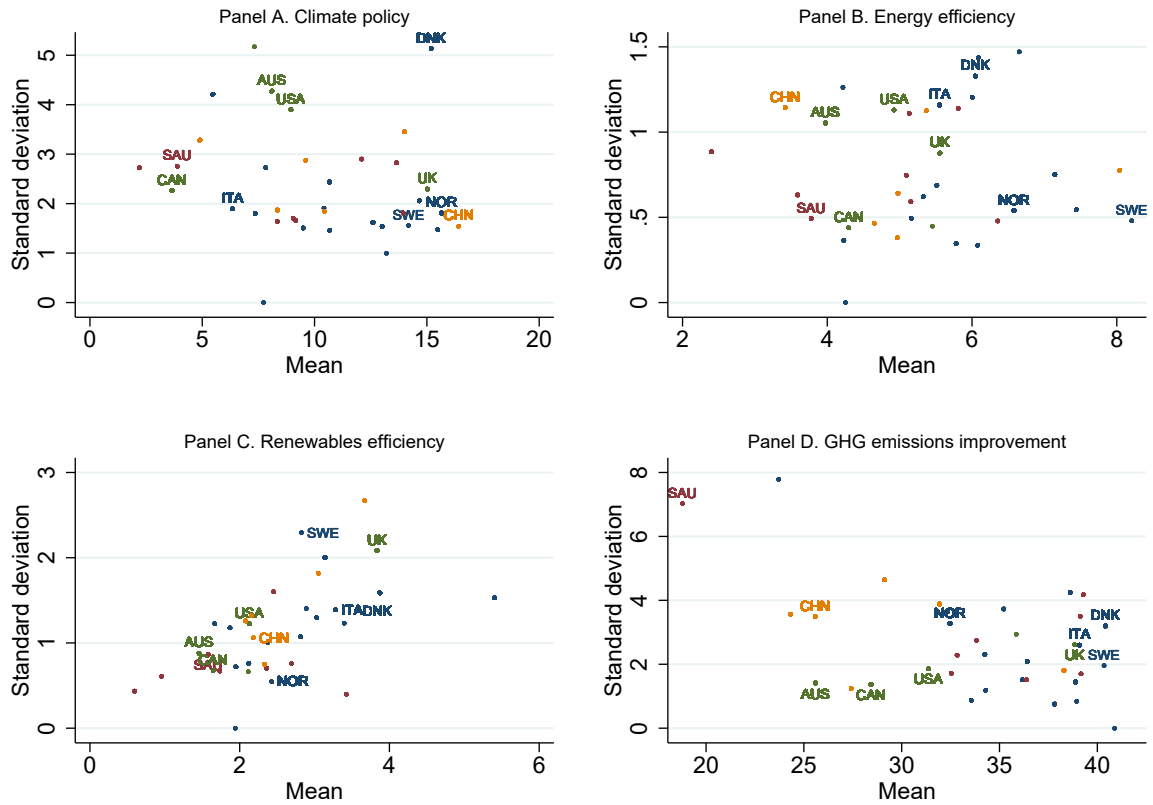 Panel A. Climate policy
Standard deviation
5
4
3
2
1
0
DNK
AUS
USA
SAU
CAN
UK
ITA
NOR
SWE
CHN
0 5 10 15 20
Mean
Panel B. Energy efficiency
Standard deviation
1.5
1
.5
0
DNK
CHN
ITA
USA
AUS
UK
SAU
NOR
CAN
SWE
2 4 6 8
Mean
Panel C. Renewables efficiency
Standard deviation
3
2
1
0
SWE
UK
USA
ITA
DNK
CHN
AUS
CAN
SAU
NOR
0 2 4 6
Mean
Panel D. GHG emissions improvement
Standard deviation
8
6
4
2
0
SAU
CHN
NOR
DNK
ITA
UK
SWE
USA
AUS
CAN
20 25 30 35 40
Mean